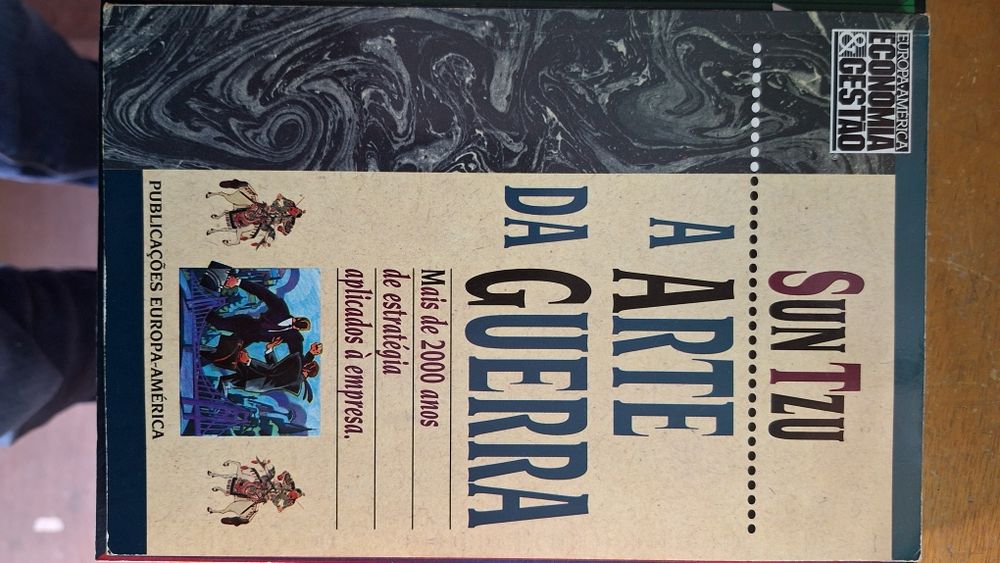 EUROPA-AMÉRICA
ECONOMIA
& GESTÃO
SUN TZU
A ARTE
DA GUERRA
Mais de 2000 anos
de estratégia
aplicados à empresa.
PUBLICAÇÕES EUROPA-AMÉRICA